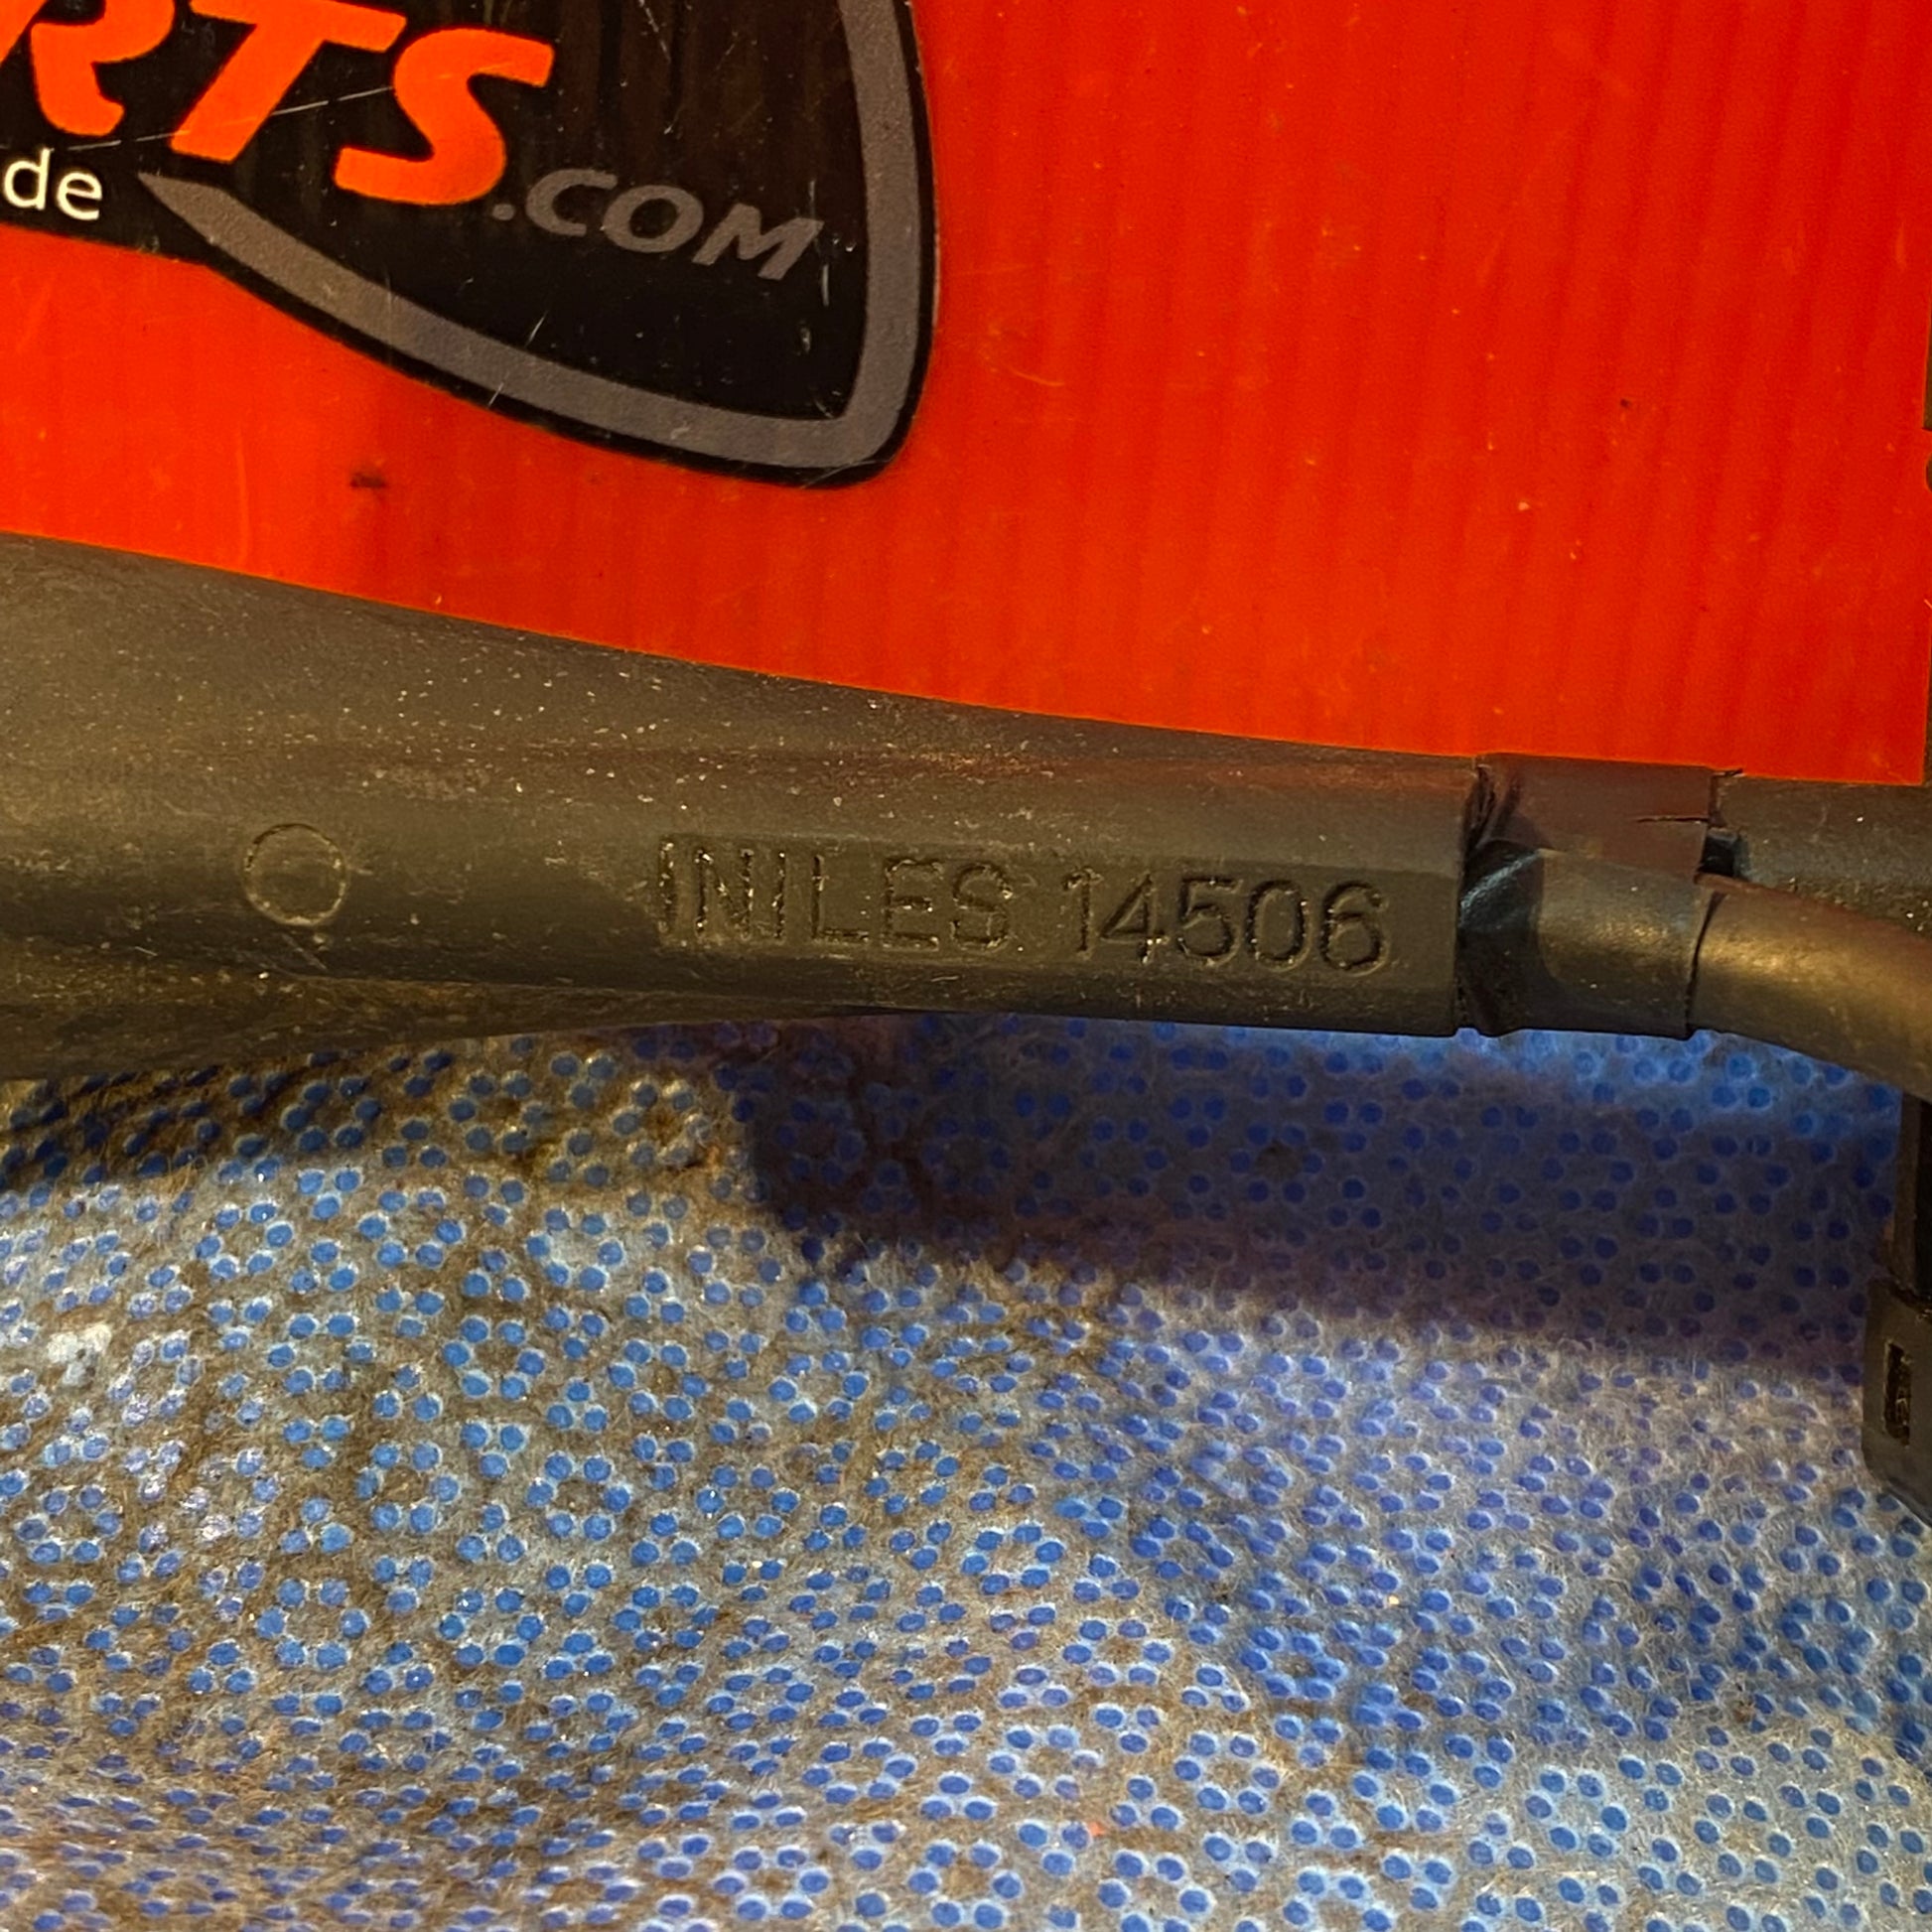 RTS
.COM
de
NILES 14506